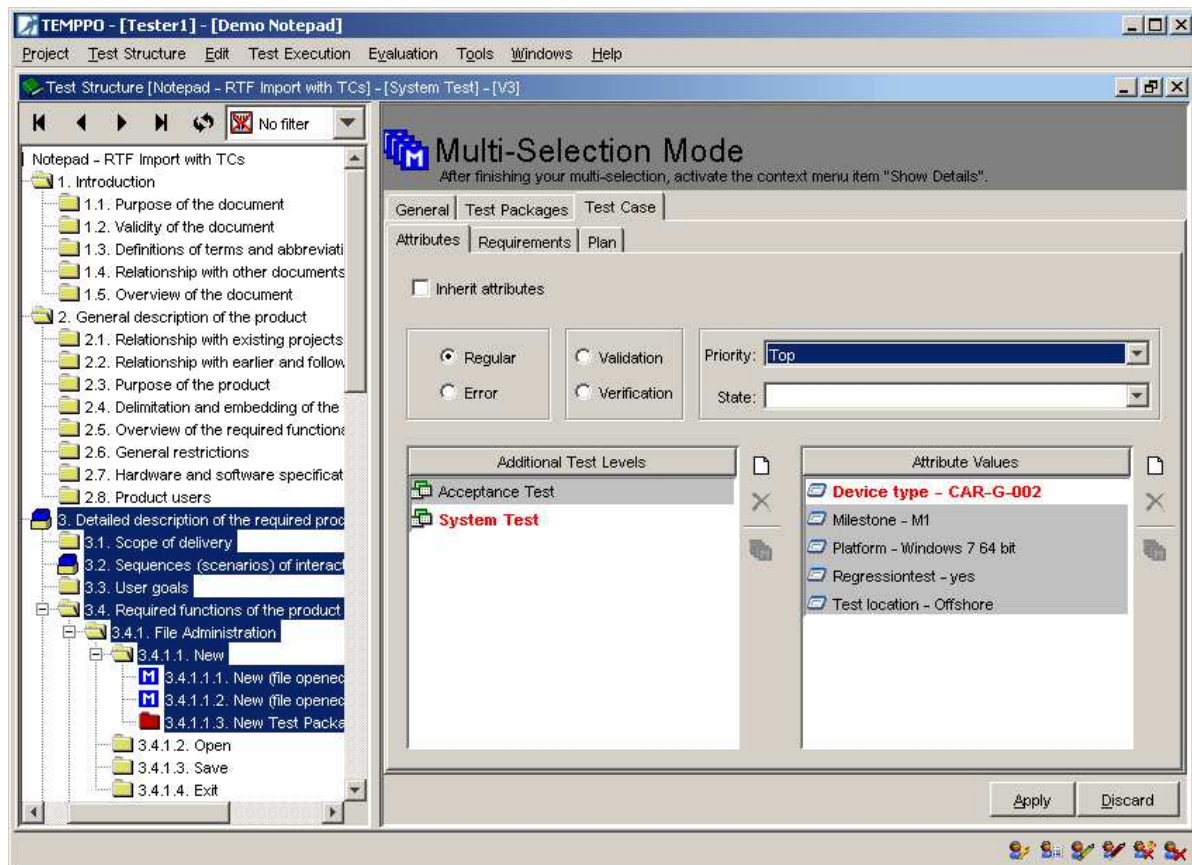 TEMPPO - [Tester1] - [Demo Notepad]
Project Test Structure Edit Test Execution Evaluation Tools Windows Help
Test Structure [Notepad - RTF Import with TCs] - [System Test] - [V3]
No filter
Notepad - RTF Import with TCs
1. Introduction
1.1. Purpose of the document
1.2. Validity of the document
1.3. Definitions of terms and abbreviati
1.4. Relationship with other documents
1.5. Overview of the document
2. General description of the product
2.1. Relationship with existing projects
2.2. Relationship with earlier and follow
2.3. Purpose of the product
2.4. Delimitation and embedding of the
2.5. Overview of the required functiona
2.6. General restrictions
2.7. Hardware and software specificat
2.8. Product users
3. Detailed description of the required proc
3.1. Scope of delivery
3.2. Sequences (scenarios) of interact
3.3. User goals
3.4. Required functions of the product
3.4.1. File Administration
3.4.1.1. New
M 3.4.1.1.1. New (file openec
M 3.4.1.1.2. New (file openec
3.4.1.1.3. New Test Packa
3.4.1.2. Open
3.4.1.3. Save
3.4.1.4. Exit
M Multi-Selection Mode
After finishing your multi-selection, activate the context menu item "Show Details".
General Test Packages Test Case
Attributes Requirements Plan
Inherit attributes
Regular Validation Priority: Top
Error Verification State:
Additional Test Levels
Acceptance Test
System Test
Attribute Values
Device type - CAR-G-002
Milestone - M1
Platform - Windows 7 64 bit
Regressiontest - yes
Test location - Offshore
Apply Discard